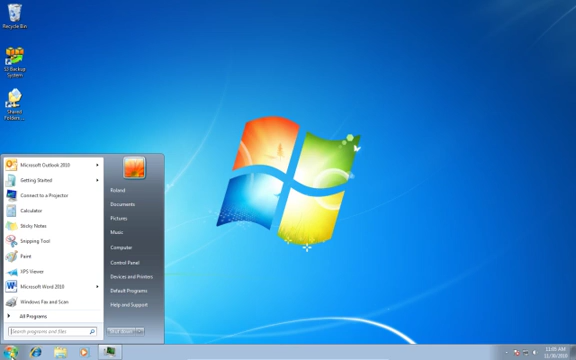 Recycle Bin
Backup
System
Shared
Folders...
Microsoft Outlook 2010
Getting Started
Connect to a Projector
Calculator
Sticky Notes
Snipping Tool
Paint
XPS Viewer
Microsoft Word 2010
Windows Fax and Scan
All Programs
Search programs and files
Roland
Documents
Pictures
Music
Computer
Control Panel
Devices and Printers
Default Programs
Help and Support
Shut down
11:05 AM
11/30/2010